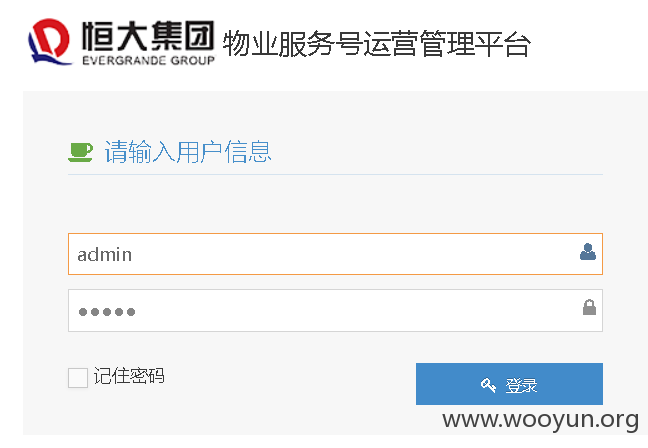 恒大集团 物业服务号运营管理平台
EVERGRANDE GROUP
请输入用户信息
admin
●●●●●
记住密码
登录
www.wooyun.org